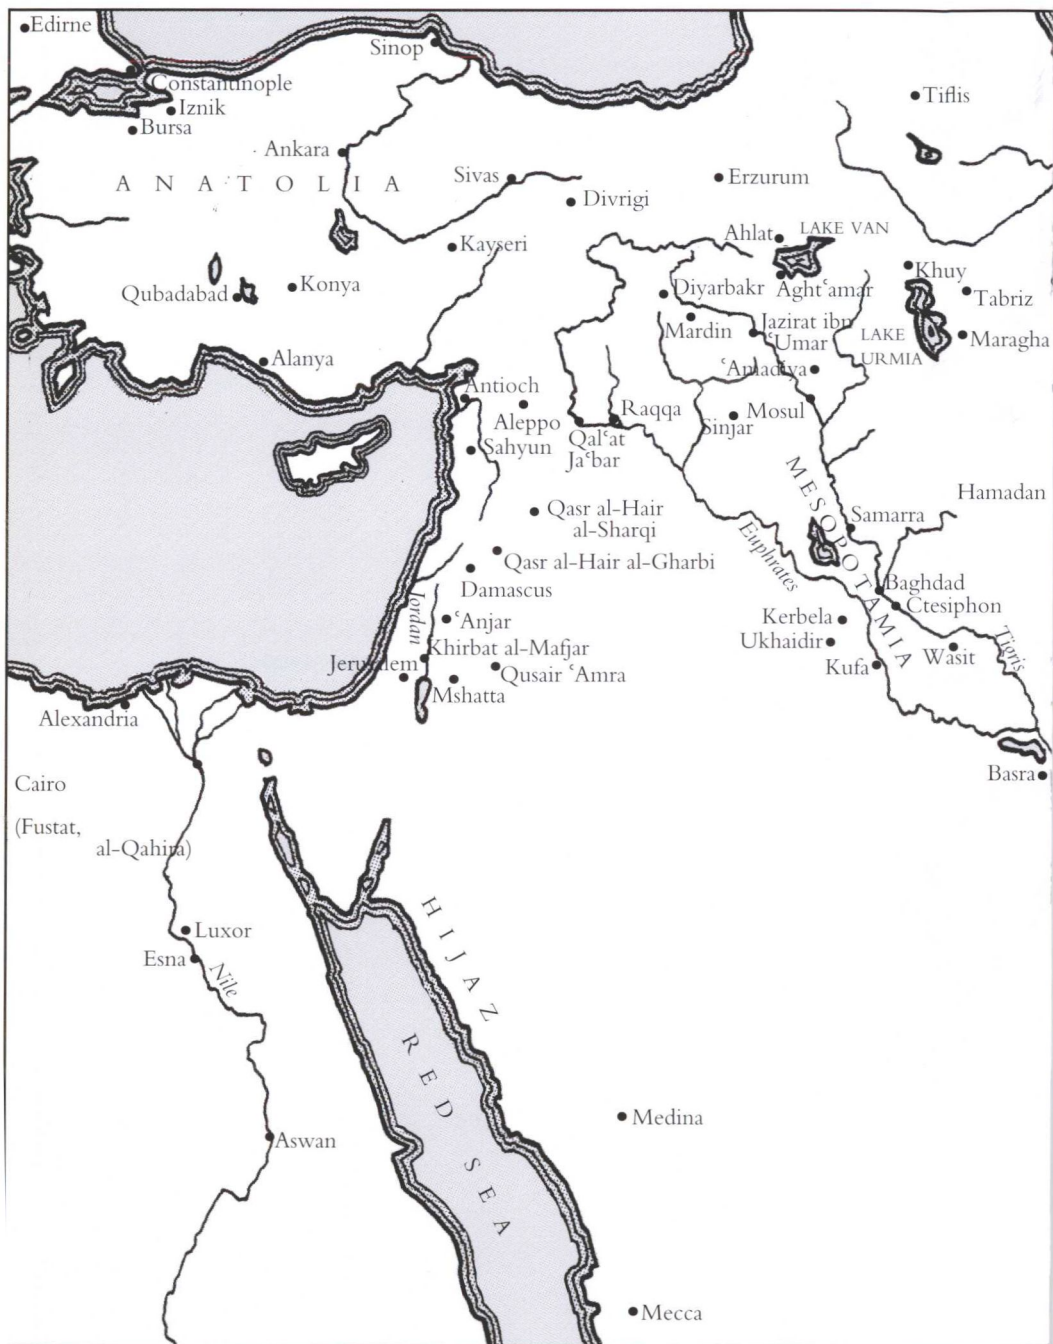 Edirne
Sinop
Constantinople
Iznik
Bursa
Tiflis
Ankara
ANATOLIA
Sivas
Erzurum
Divrigi
Ahlat
LAKE VAN
Kayseri
Khuy
Qubadabad
Konya
Diyarbakr
Aghtʿamar
Tabriz
Mardin
Jazirat ibn
ʿUmar
LAKE
URMIA
Maragha
Alanya
ʿAmadiya
Antioch
Aleppo
Raqqa
Sinjar
Mosul
Qalʿat
Jaʿbar
Sahyun
MESOPOTAMIA
Hamadan
Qasr al-Hair
al-Sharqi
Samarra
Euphrates
Qasr al-Hair al-Gharbi
Damascus
Baghdad
Ctesiphon
Jordan
ʿAnjar
Kerbela
Ukhaidir
Khirbat al-Mafjar
Jerusalem
Qusair ʿAmra
Kufa
Wasit
Tigris
Mshatta
Alexandria
Basra
Cairo
(Fustat,
al-Qahira)
HIJAZ
Luxor
Esna
Nile
RED SEA
Medina
Aswan
Mecca